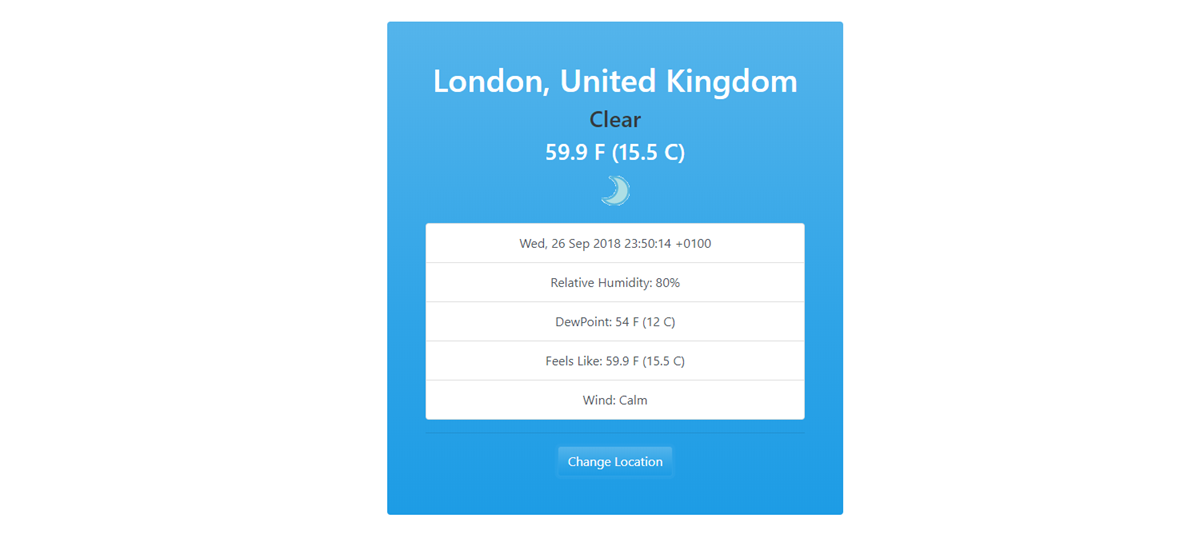 London, United Kingdom
Clear
59.9 F (15.5 C)
Wed, 26 Sep 2018 23:50:14 +0100
Relative Humidity: 80%
DewPoint: 54 F (12 C)
Feels Like: 59.9 F (15.5 C)
Wind: Calm
Change Location